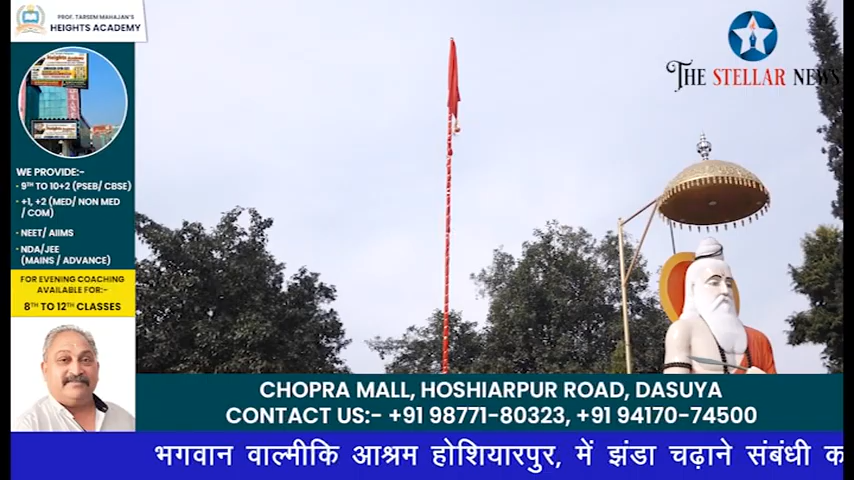 PROF. TARSEM MAHAJAN'S
HEIGHTS ACADEMY
THE STELLAR NEWS
WE PROVIDE:-
- 9TH TO 10+2 (PSEB/ CBSE)
- +1, +2 (MED/ NON MED
/ COM)
- NEET/ AIIMS
- NDA/JEE
(MAINS / ADVANCE)
FOR EVENING COACHING
AVAILABLE FOR:-
8TH TO 12TH CLASSES
CHOPRA MALL, HOSHIARPUR ROAD, DASUYA
CONTACT US:- +91 98771-80323, +91 94170-74500
भगवान वाल्मीकि आश्रम होशियारपुर, में झंडा चढ़ाने संबंधी क